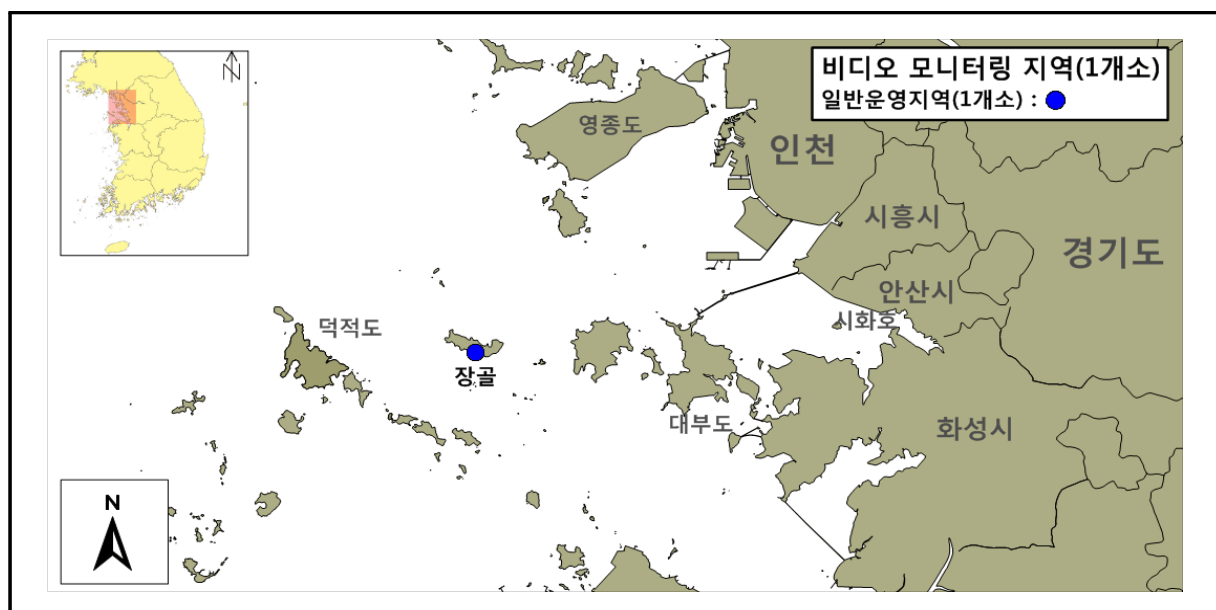 N
비디오 모니터링 지역(1개소)
일반운영지역(1개소) :
영종도
인천
시흥시
경기도
안산시
시화호
덕적도
장골
대부도
화성시
N